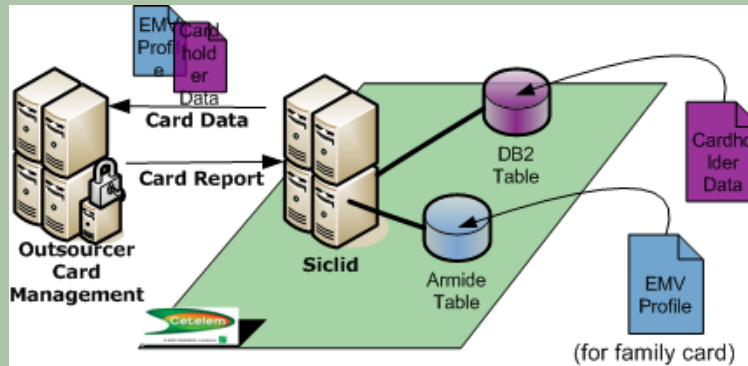 EMV
Profil
e
Card
hold
er
Data
Card Data
Card Report
Outsourcer
Card
Management
Siclid
DB2
Table
Armide
Table
Cardho
lder
Data
EMV
Profile
(for family card)
Cetelem